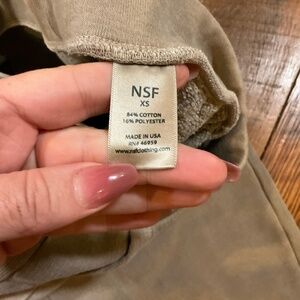 NSF
XS
84% COTTON
16% POLYESTER
MADE IN USA
RN# 46959
www.nsfclothing.com